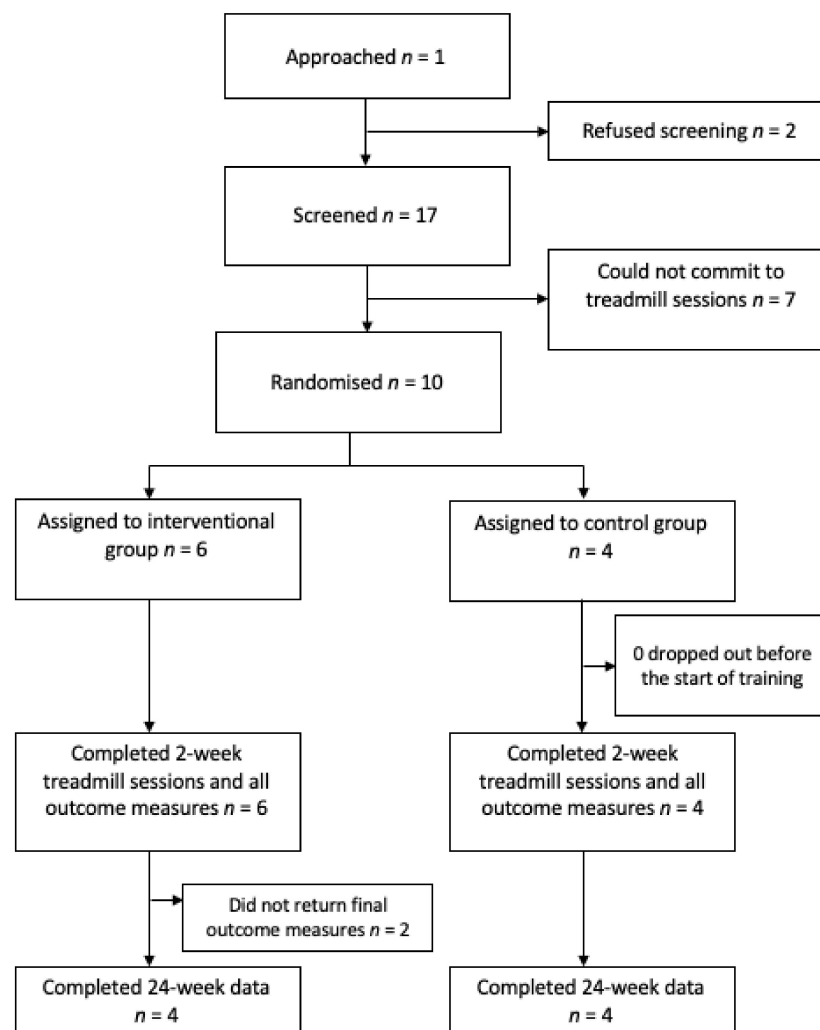 Approached n = 1
Refused screening n = 2
Screened n = 17
Could not commit to
treadmill sessions n = 7
Randomised n = 10
Assigned to interventional
group n = 6
Assigned to control group
n = 4
0 dropped out before
the start of training
Completed 2-week
treadmill sessions and all
outcome measures n = 6
Completed 2-week
treadmill sessions and all
outcome measures n = 4
Did not return final
outcome measures n = 2
Completed 24-week data
n = 4
Completed 24-week data
n = 4